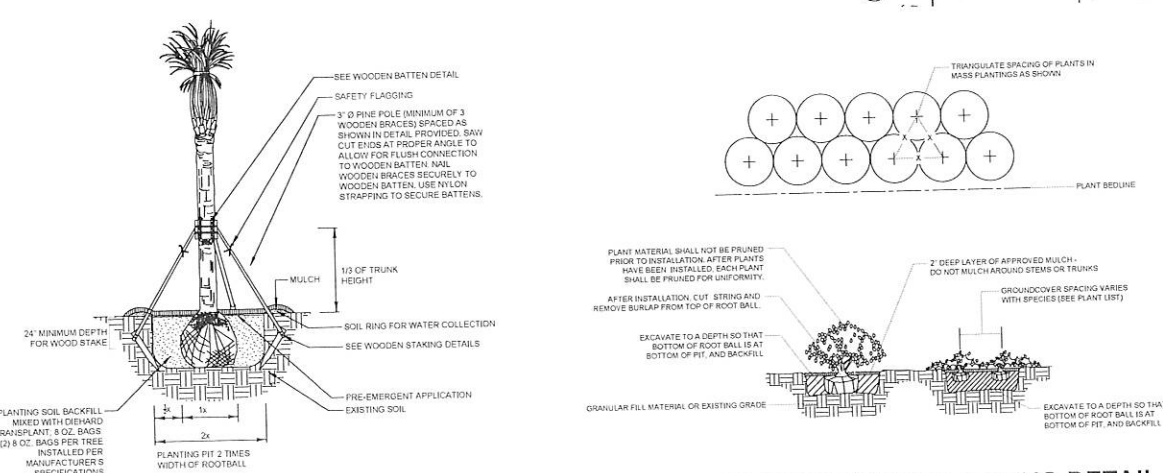 SEE WOODEN BATTEN DETAIL
SAFETY FLAGGING
3" Ø PINE POLE (MINIMUM OF 3
WOODEN BRACES) SPACED AS
SHOWN IN DETAIL PROVIDED. SAW
CUT ENDS AT PROPER ANGLE TO
ALLOW FOR FLUSH CONNECTION
TO WOODEN BATTEN. NAIL
WOODEN BRACES SECURELY TO
WOODEN BATTEN, USE NYLON
STRAPPING TO SECURE BATTENS.
1/3 OF TRUNK
HEIGHT
MULCH
24" MINIMUM DEPTH
FOR WOOD STAKE
SOIL RING FOR WATER COLLECTION
SEE WOODEN STAKING DETAILS
PRE-EMERGENT APPLICATION
EXISTING SOIL
PLANTING SOIL BACKFILL
MIXED WITH DIEHARD
TRANSPLANT, 8 OZ. BAGS
(2) 8 OZ. BAGS PER TREE
INSTALLED PER
MANUFACTURER'S
SPECIFICATIONS
½x
1x
2x
PLANTING PIT 2 TIMES
WIDTH OF ROOTBALL
TRIANGULATE SPACING OF PLANTS IN
MASS PLANTINGS AS SHOWN
X X
X
PLANT BEDLINE
PLANT MATERIAL SHALL NOT BE PRUNED
PRIOR TO INSTALLATION. AFTER PLANTS
HAVE BEEN INSTALLED, EACH PLANT
SHALL BE PRUNED FOR UNIFORMITY.
AFTER INSTALLATION, CUT STRING AND
REMOVE BURLAP FROM TOP OF ROOT BALL.
EXCAVATE TO A DEPTH SO THAT
BOTTOM OF ROOT BALL IS AT
BOTTOM OF PIT, AND BACKFILL
GRANULAR FILL MATERIAL OR EXISTING GRADE
2" DEEP LAYER OF APPROVED MULCH -
DO NOT MULCH AROUND STEMS OR TRUNKS
GROUNDCOVER SPACING VARIES
WITH SPECIES (SEE PLANT LIST)
EXCAVATE TO A DEPTH SO THAT
BOTTOM OF ROOT BALL IS AT
BOTTOM OF PIT, AND BACKFILL